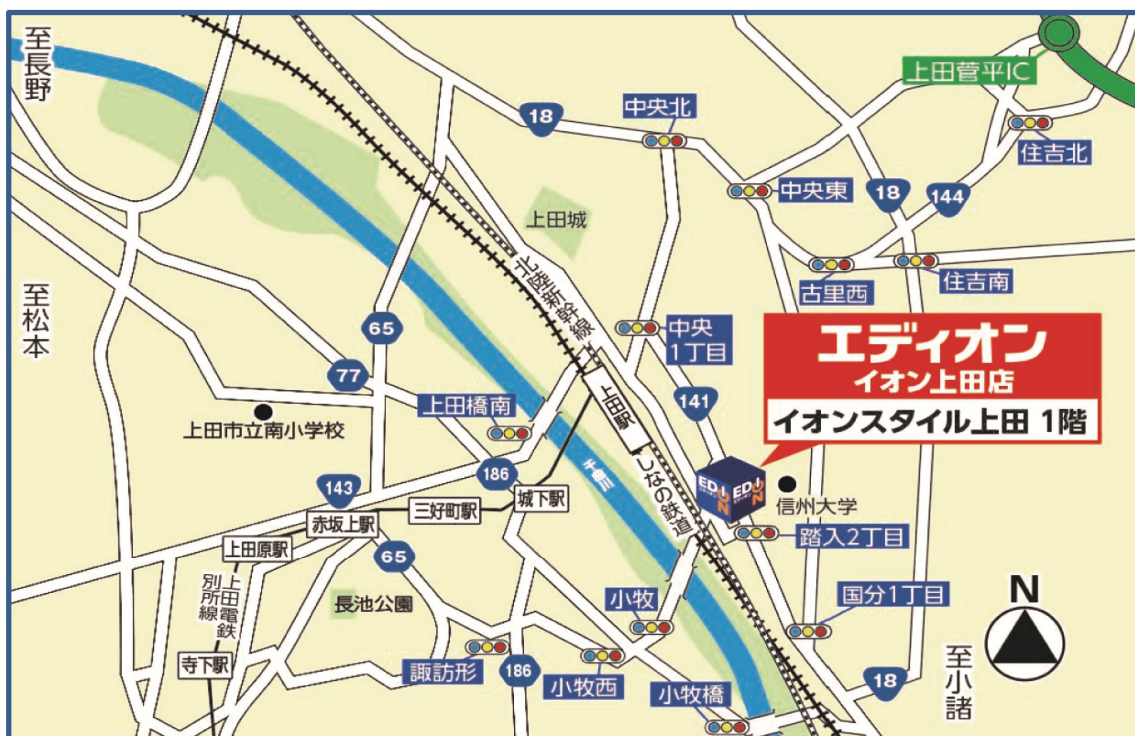 至長野
上田菅平IC
18
中央北
住吉北
中央東
18
144
上田城
古里西
住吉南
至松本
北陸新幹線
65
中央
1丁目
エディオン
イオン上田店
イオンスタイル上田 1階
77
141
上田橋南
上田駅
上田市立南小学校
千曲川
しなの鉄道
EDION
EDION
信州大学
186
143
城下駅
三好町駅
赤坂上駅
踏入2丁目
上田原駅
65
上田電鉄
別所線
長池公園
小牧
国分1丁目
N
寺下駅
諏訪形
186
小牧西
小牧橋
18
至小諸